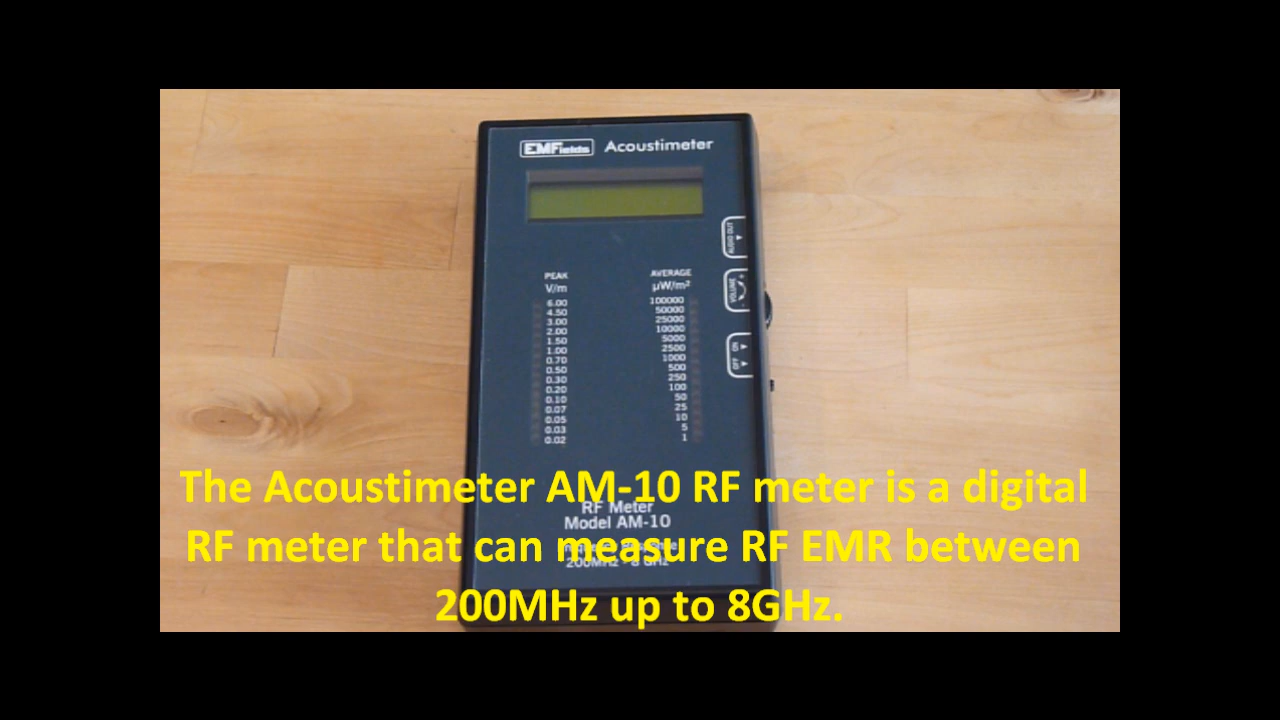 EMFields Acoustimeter
AUDIO OUT
VOLUME
+
-
ON
OFF
PEAK
V/m
6.00
4.50
3.00
2.00
1.50
1.00
0.70
0.50
0.30
0.20
0.10
0.07
0.05
0.03
0.02
AVERAGE
µW/m²
100000
50000
25000
10000
5000
2500
1000
500
250
100
50
25
10
5
1
RF Meter
Model AM-10
200MHz - 8 GHz
The Acoustimeter AM-10 RF meter is a digital
RF meter that can measure RF EMR between
200MHz up to 8GHz.